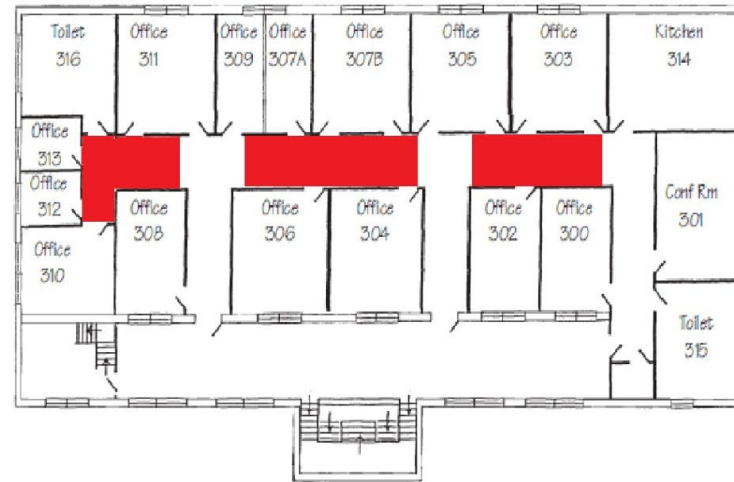 Toilet
316
Office
311
Office
309
Office
307A
Office
307B
Office
305
Office
303
Kitchen
314
Office
313
Office
312
Office
310
Office
308
Office
306
Office
304
Office
302
Office
300
Conf Rm
301
Toilet
315